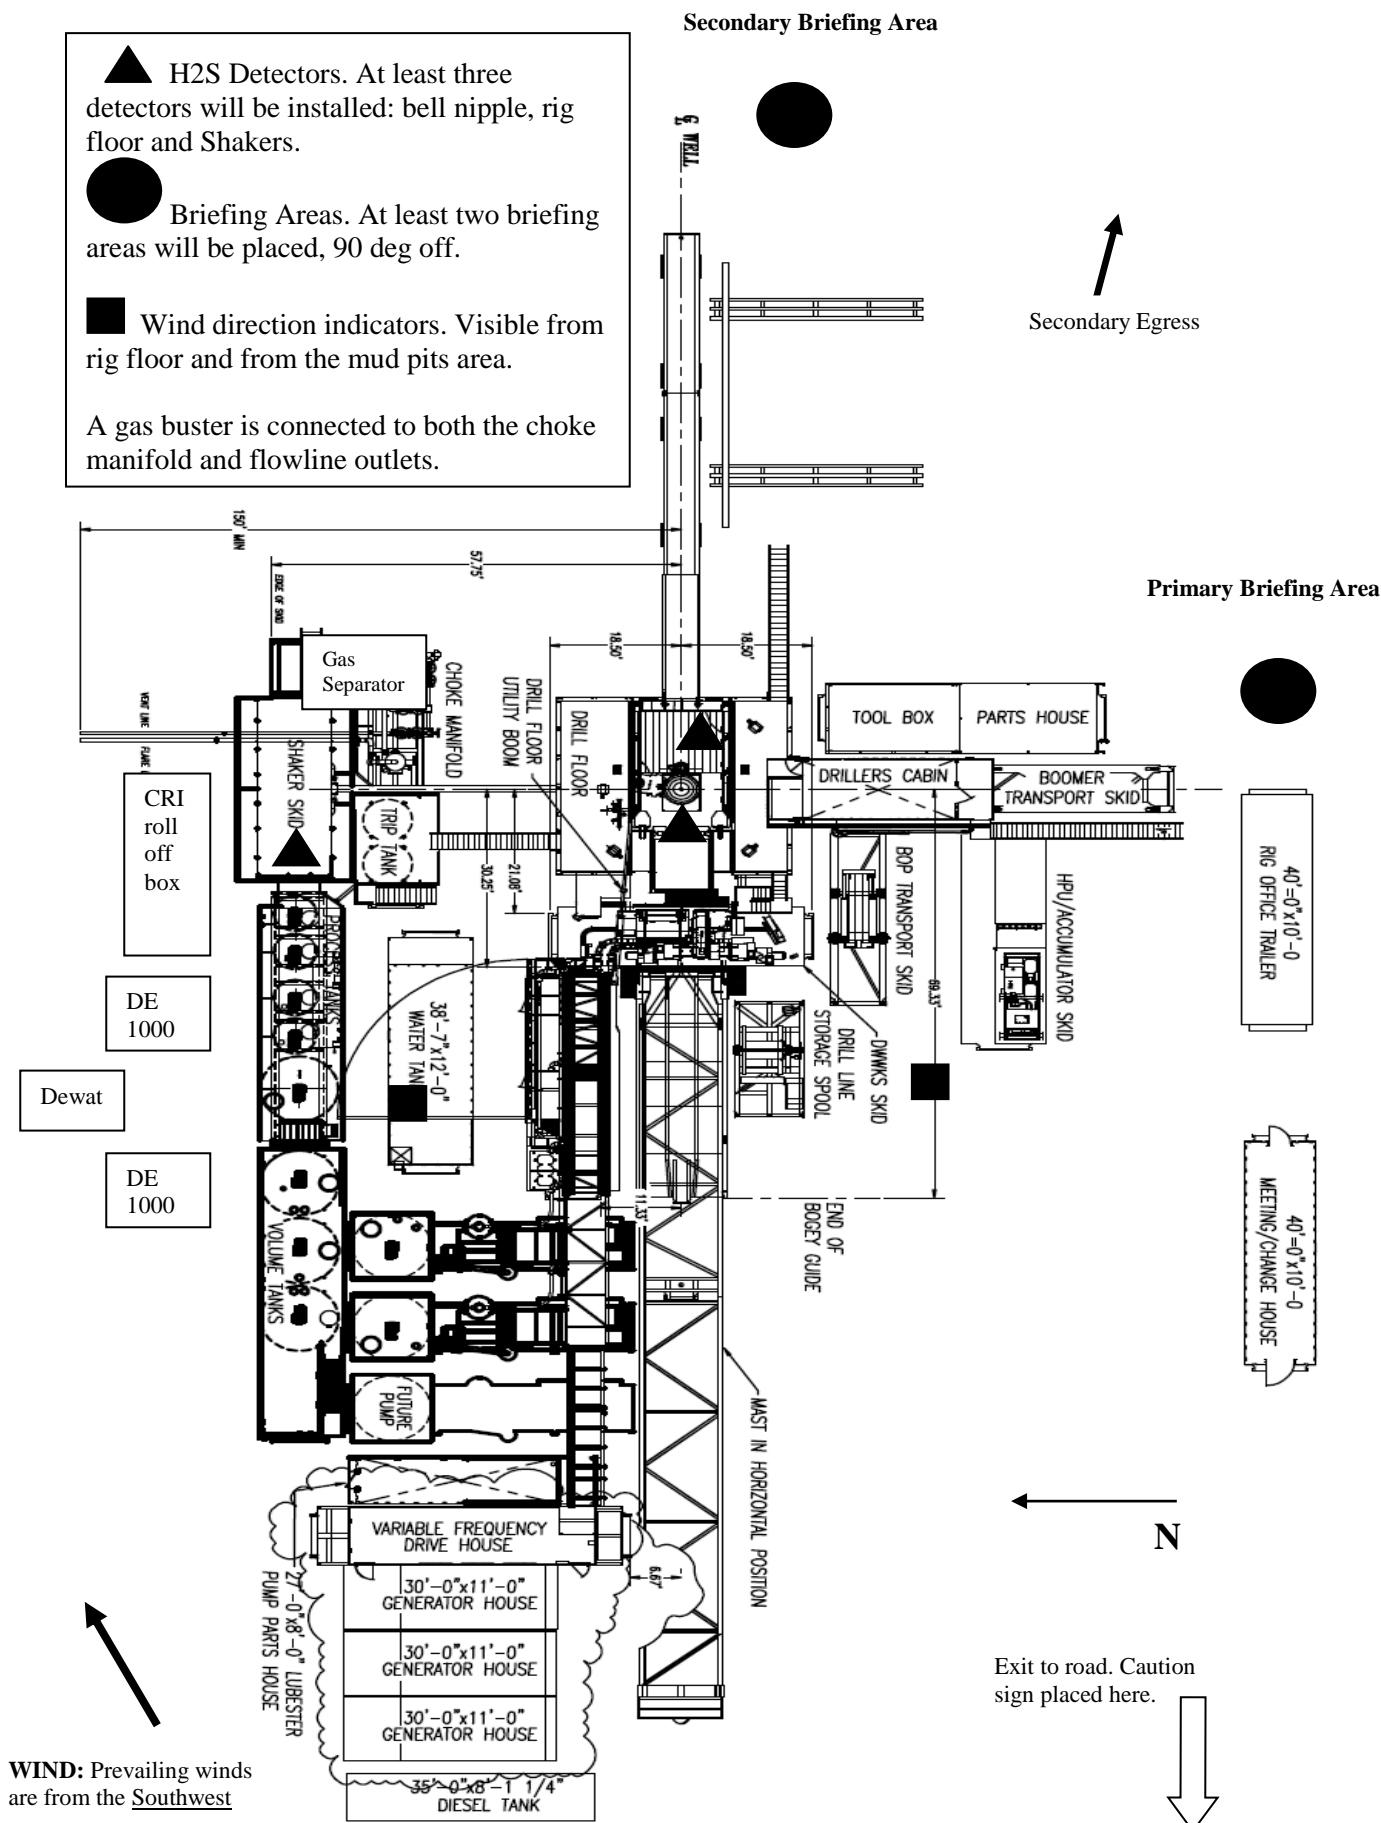 Secondary Briefing Area
H2S Detectors. At least three
detectors will be installed: bell nipple, rig
floor and Shakers.
Briefing Areas. At least two briefing
areas will be placed, 90 deg off.
Wind direction indicators. Visible from
rig floor and from the mud pits area.
A gas buster is connected to both the choke
manifold and flowline outlets.
WELL
Secondary Egress
150' MIN
57.75'
EDGE OF SKID
Primary Briefing Area
18.50'
18.50'
Gas
Separator
CHOKE MANIFOLD
DRILL FLOOR
UTILITY BOOM
DRILL FLOOR
TOOL BOX
PARTS HOUSE
VENT LINE
SHAKER SKID
DRILLERS CABIN
BOOMER
TRANSPORT SKID
CRI
roll
off
box
TRIP TANK
30.25'
21.08'
BOP TRANSPORT SKID
HPU/ACCUMULATOR SKID
40'=0"x10'-0
RIG OFFICE TRAILER
PROCESS TANKS
DE
1000
38'-7"x12'-0"
WATER TANK
69.33'
DWWKS SKID
DRILL LINE
STORAGE SPOOL
Dewat
DE
1000
VOLUME TANKS
11.33'
END OF
BOGEY GUIDE
40'=0"x10'-0
MEETING/CHANGE HOUSE
FUTURE
PUMP
MAST IN HORIZONTAL POSITION
N
VARIABLE FREQUENCY
DRIVE HOUSE
6.67'
27'-0"x8'-0" LUBESTER
PUMP PARTS HOUSE
30'-0"x11'-0"
GENERATOR HOUSE
30'-0"x11'-0"
GENERATOR HOUSE
30'-0"x11'-0"
GENERATOR HOUSE
Exit to road. Caution
sign placed here.
WIND: Prevailing winds
are from the Southwest
35'-0"x8'-1 1/4"
DIESEL TANK